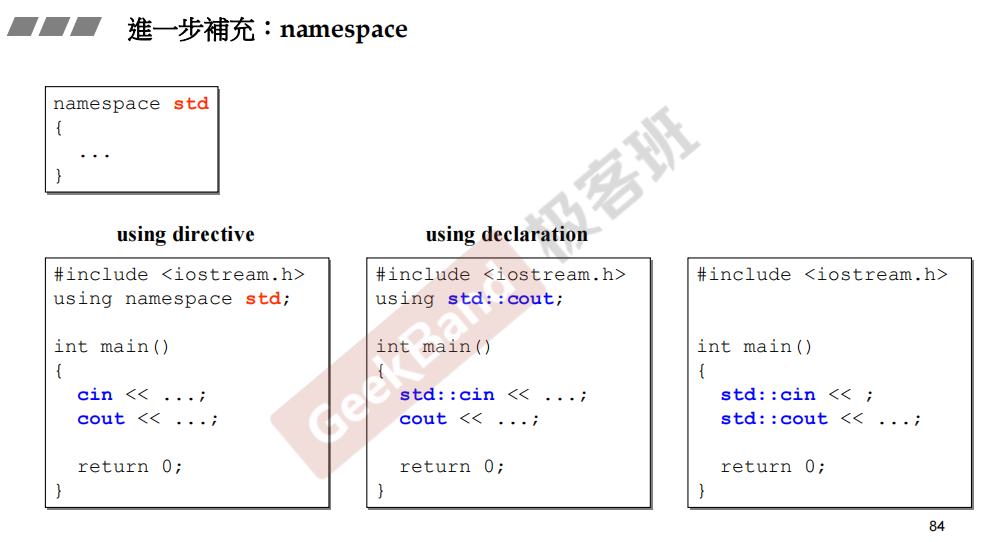 進一步補充：namespace
namespace std
{
...
}
using directive
#include <iostream.h>
using namespace std;
int main()
{
cin << ...;
cout << ...;
return 0;
}
using declaration
#include <iostream.h>
using std::cout;
int main()
{
std::cin << ...;
cout << ...;
return 0;
}
#include <iostream.h>
int main()
{
std::cin << ;
std::cout << ...;
return 0;
}
GeekBand 极客班
84